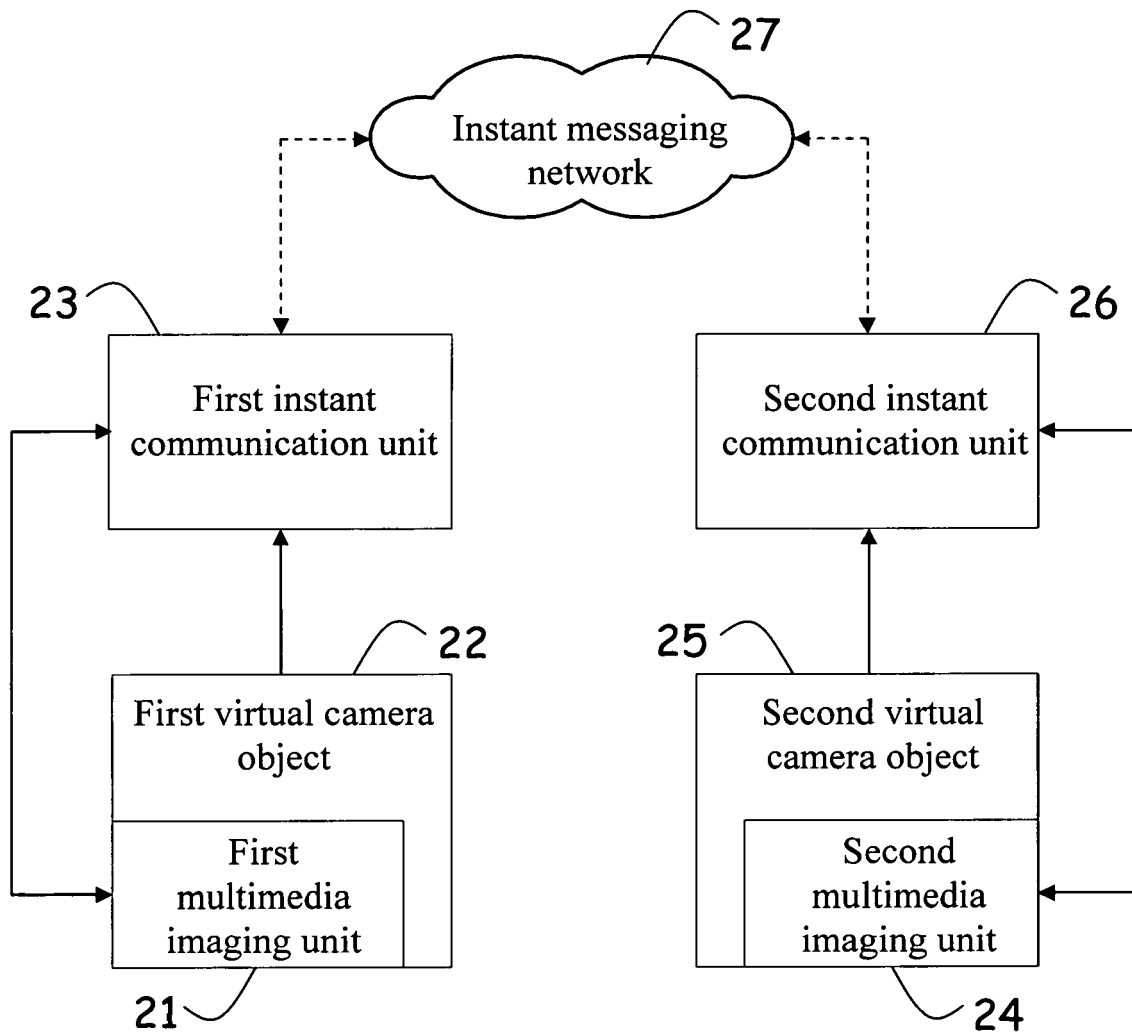 27
Instant messaging
network
23
26
First instant
communication unit
Second instant
communication unit
22
25
First virtual camera
object
Second virtual
camera object
First
multimedia
imaging unit
Second
multimedia
imaging unit
21
24